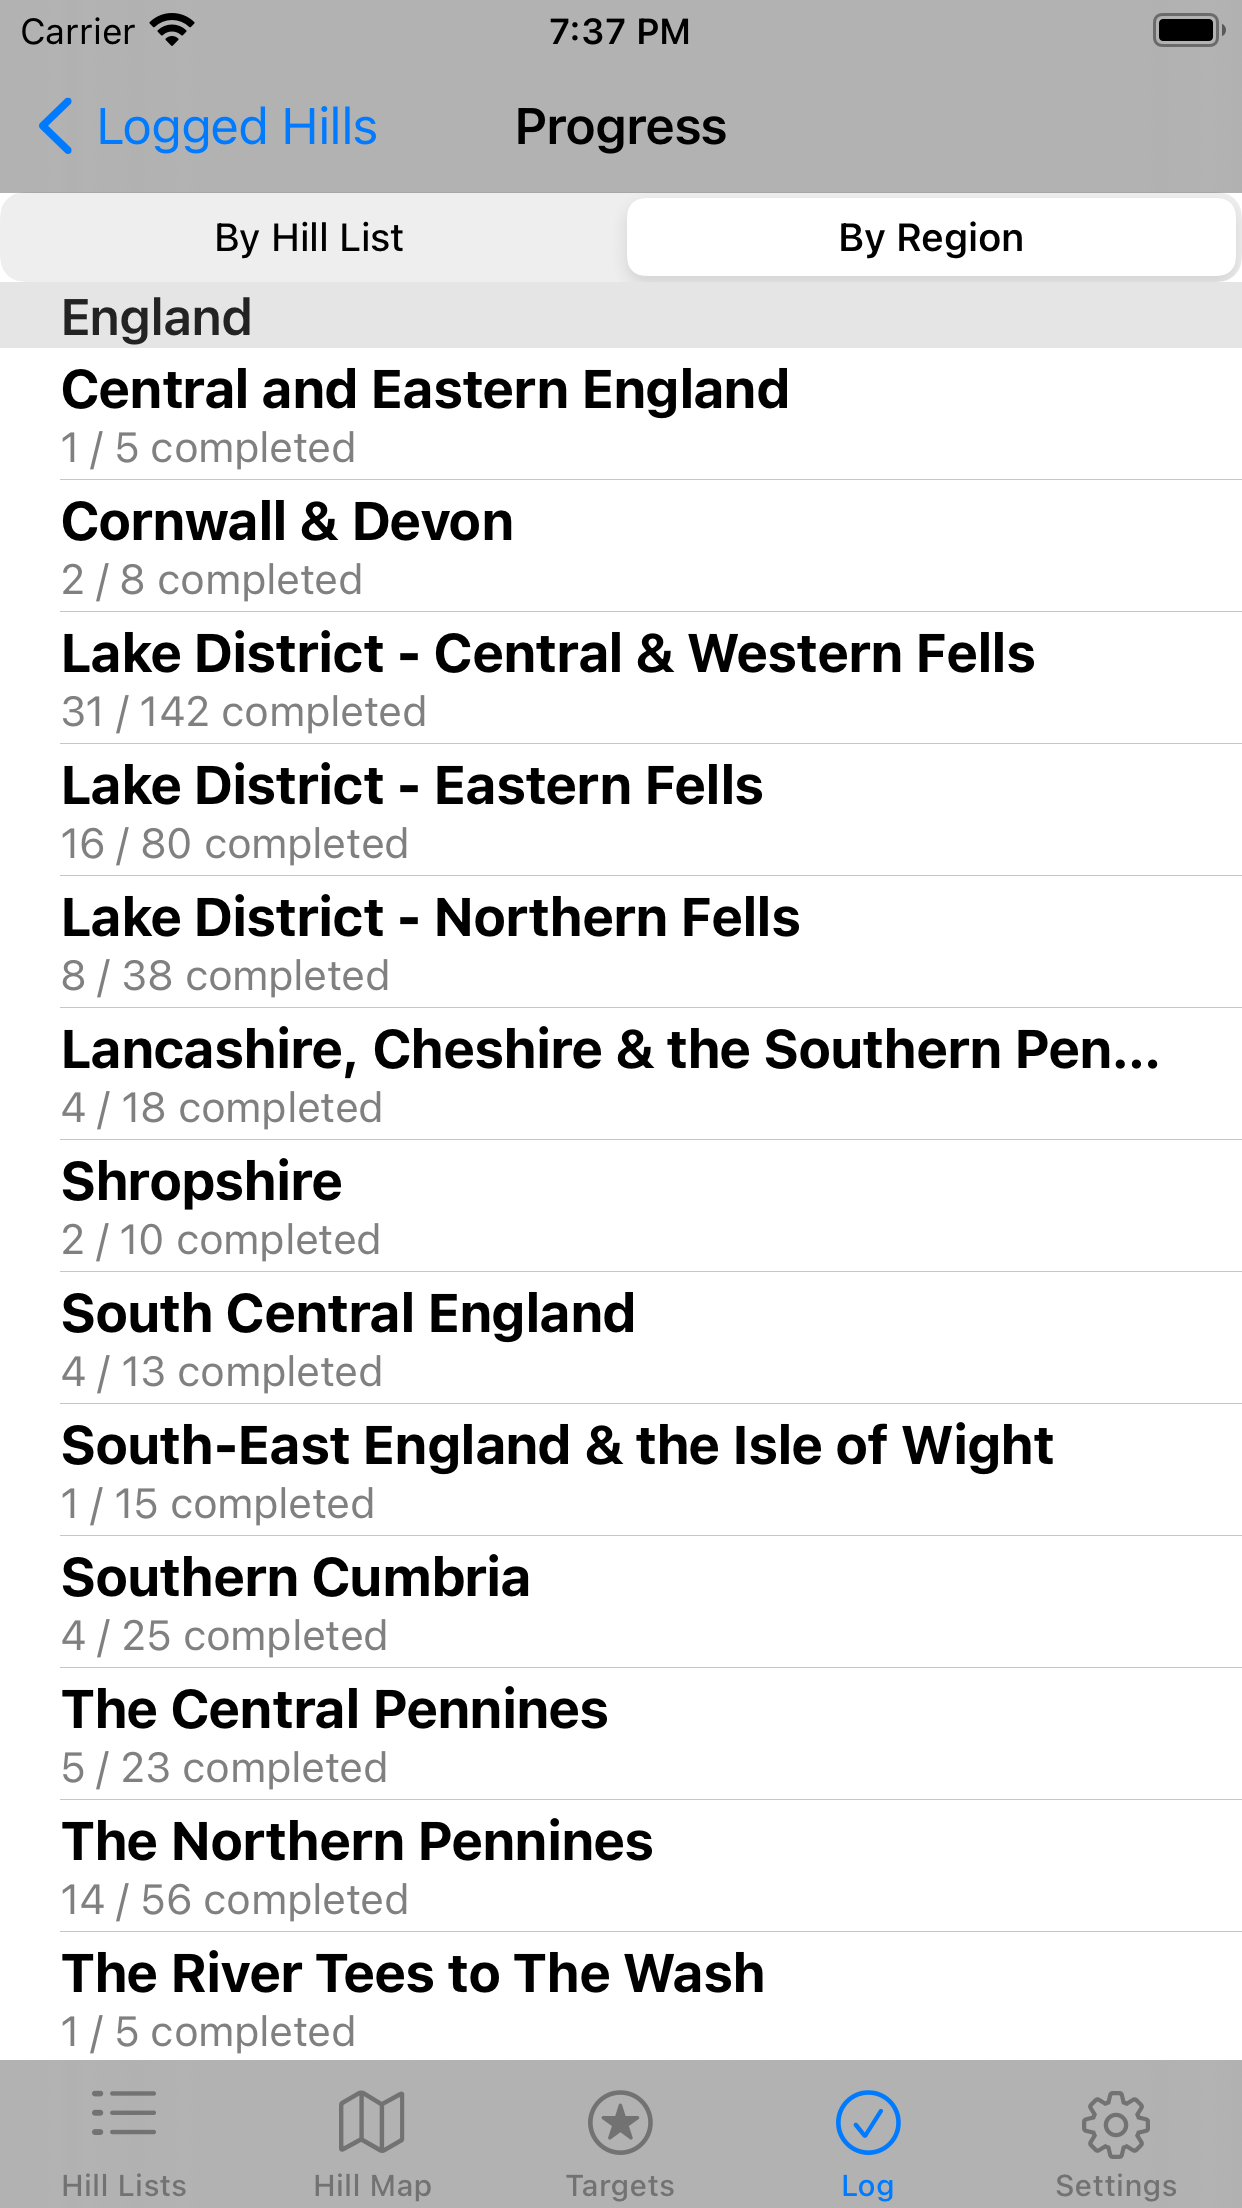 Carrier 7:37 PM
Logged Hills Progress
By Hill List By Region
England
Central and Eastern England
1 / 5 completed
Cornwall & Devon
2 / 8 completed
Lake District - Central & Western Fells
31 / 142 completed
Lake District - Eastern Fells
16 / 80 completed
Lake District - Northern Fells
8 / 38 completed
Lancashire, Cheshire & the Southern Pen...
4 / 18 completed
Shropshire
2 / 10 completed
South Central England
4 / 13 completed
South-East England & the Isle of Wight
1 / 15 completed
Southern Cumbria
4 / 25 completed
The Central Pennines
5 / 23 completed
The Northern Pennines
14 / 56 completed
The River Tees to The Wash
1 / 5 completed
Hill Lists Hill Map Targets Log Settings